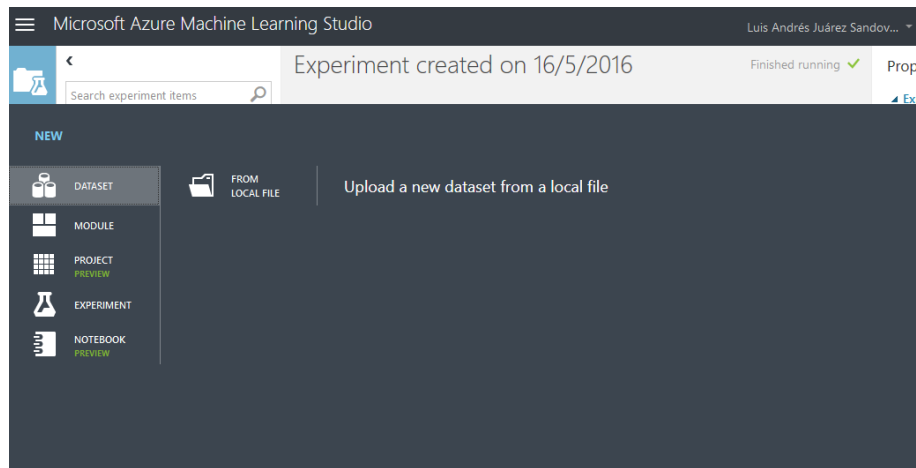 Microsoft Azure Machine Learning Studio
Luis Andrés Juárez Sandov...
Experiment created on 16/5/2016
Finished running
Prop
Search experiment items
Ex
NEW
DATASET
FROM
LOCAL FILE
Upload a new dataset from a local file
MODULE
PROJECT
PREVIEW
EXPERIMENT
NOTEBOOK
PREVIEW